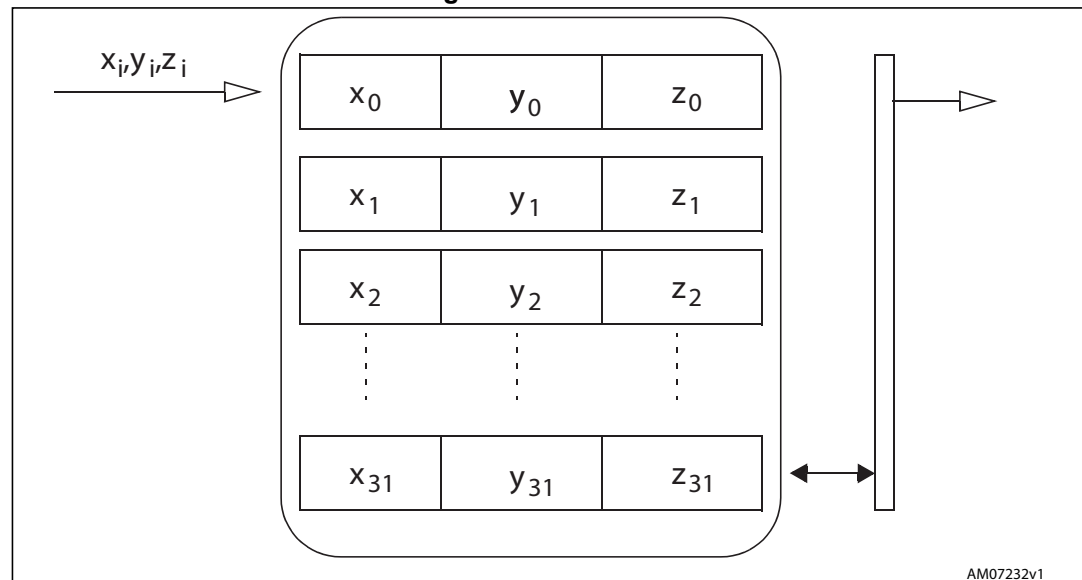 xi,yi,zi
x0 y0 z0
x1 y1 z1
x2 y2 z2
x31 y31 z31
AM07232v1